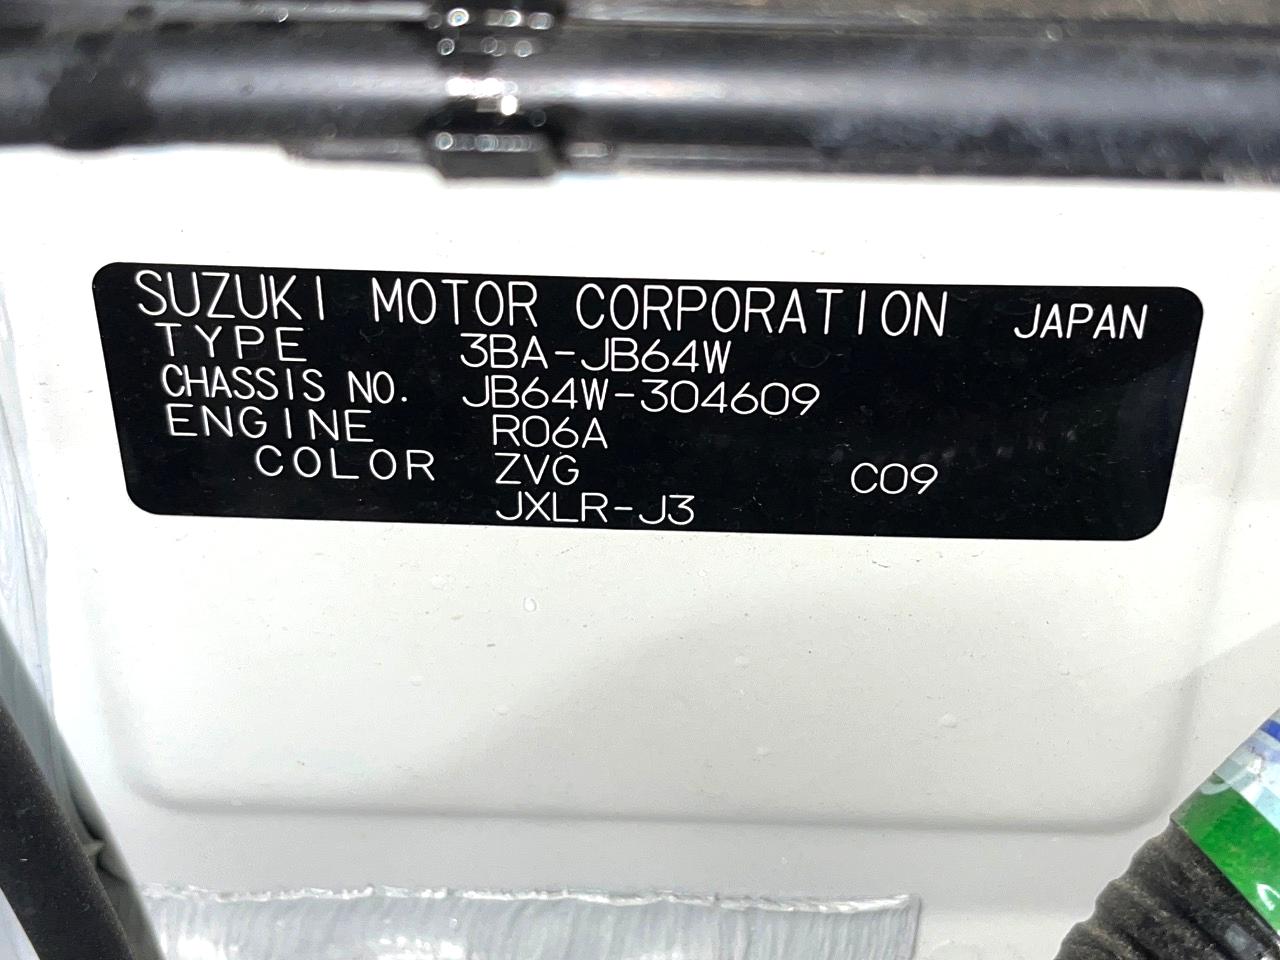 SUZUKI MOTOR CORPORATION JAPAN
TYPE 3BA-JB64W
CHASSIS NO. JB64W-304609
ENGINE R06A
COLOR ZVG C09
JXLR-J3